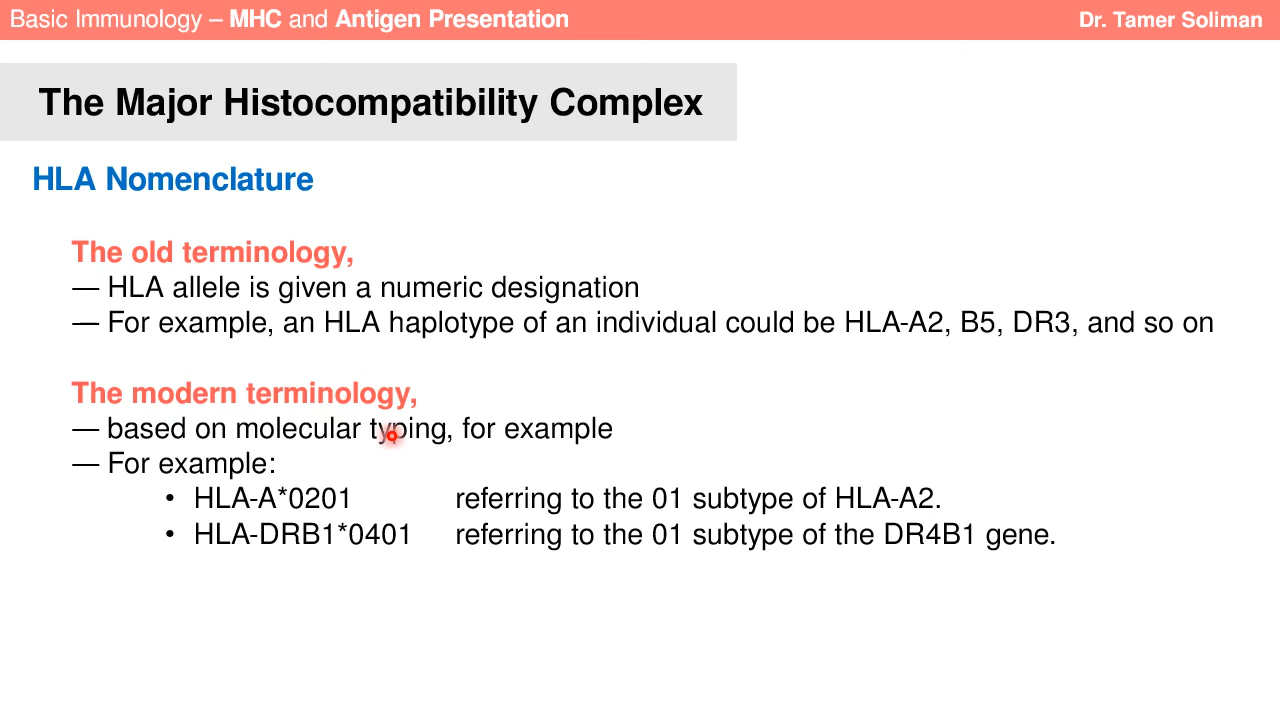 Basic Immunology – MHC and Antigen Presentation
Dr. Tamer Soliman
The Major Histocompatibility Complex
HLA Nomenclature
The old terminology,
— HLA allele is given a numeric designation
— For example, an HLA haplotype of an individual could be HLA-A2, B5, DR3, and so on
The modern terminology,
— based on molecular typing, for example
— For example:
• HLA-A*0201 referring to the 01 subtype of HLA-A2.
• HLA-DRB1*0401 referring to the 01 subtype of the DR4B1 gene.